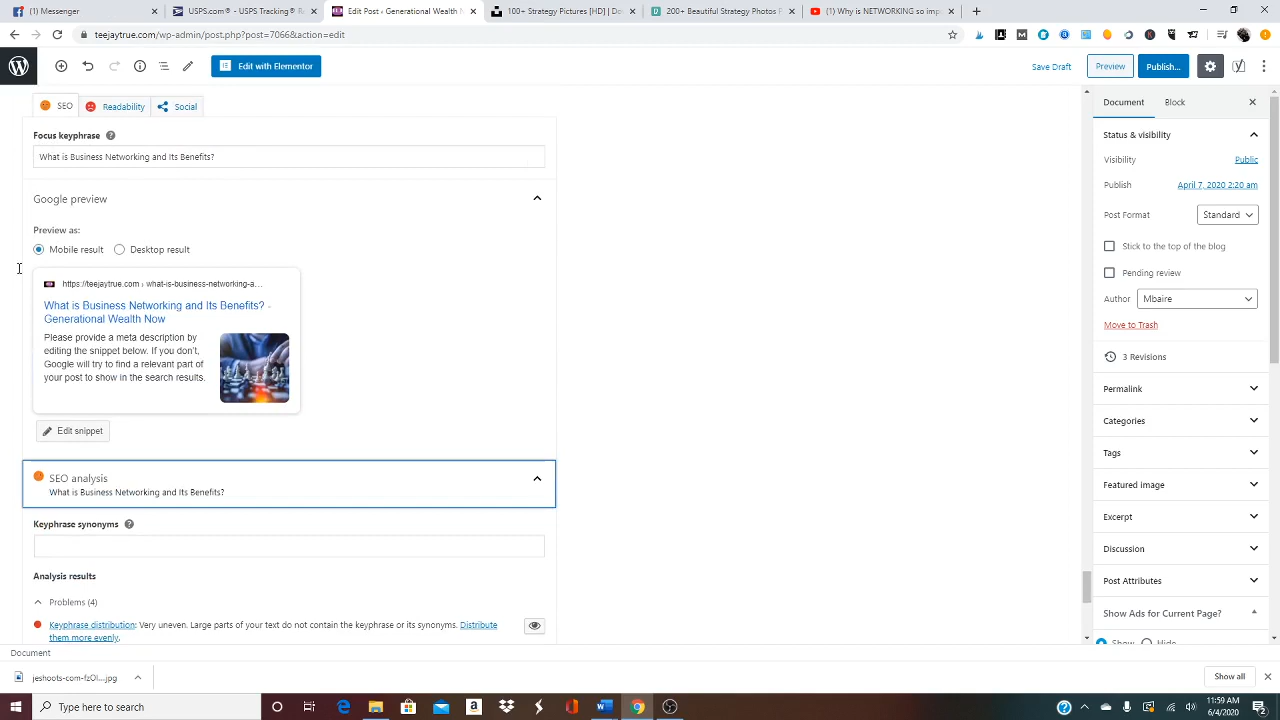 (1) Messenger
USPS.com® - USPS Tracking® R
Edit Post ‹ Generational Wealth N
100+ Strategy Pictures [HD] | Do
200+ Beautiful Strategy Photos
(1) Why is NETWORKING so imp
teejaytrue.com/wp-admin/post.php?post=7066&action=edit
Edit with Elementor
Save Draft
Preview
Publish...
SEO
Readability
Social
Document
Block
Focus keyphrase
What is Business Networking and Its Benefits?
Status & visibility
Visibility
Public
Google preview
Publish
April 7, 2020 2:20 am
Preview as:
Post Format
Standard
Mobile result
Desktop result
Stick to the top of the blog
Pending review
https://teejaytrue.com › what-is-business-networking-a...
Author
Mbaire
What is Business Networking and Its Benefits? -
Generational Wealth Now
Move to Trash
Please provide a meta description by
editing the snippet below. If you don't,
Google will try to find a relevant part of
your post to show in the search results.
3 Revisions
Permalink
Categories
Edit snippet
Tags
SEO analysis
What is Business Networking and Its Benefits?
Featured image
Excerpt
Keyphrase synonyms
Discussion
Analysis results
Post Attributes
Problems (4)
Show Ads for Current Page?
Keyphrase distribution: Very uneven. Large parts of your text do not contain the keyphrase or its synonyms. Distribute
them more evenly.
Show
Hide
Document
jeshoots-com-fzOl....jpg
Show all
Type here to search
11:59 AM
6/4/2020